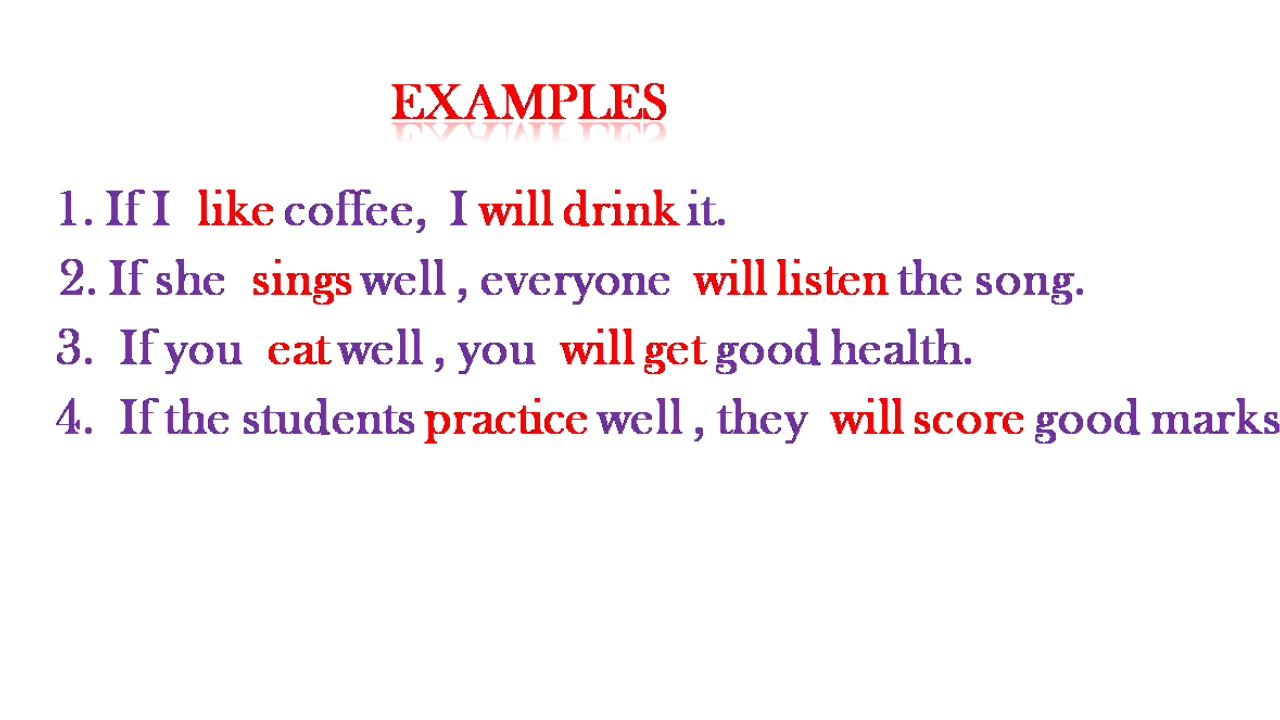 EXAMPLES
1. If I like coffee, I will drink it.
2. If she sings well , everyone will listen the song.
3. If you eat well , you will get good health.
4. If the students practice well , they will score good marks